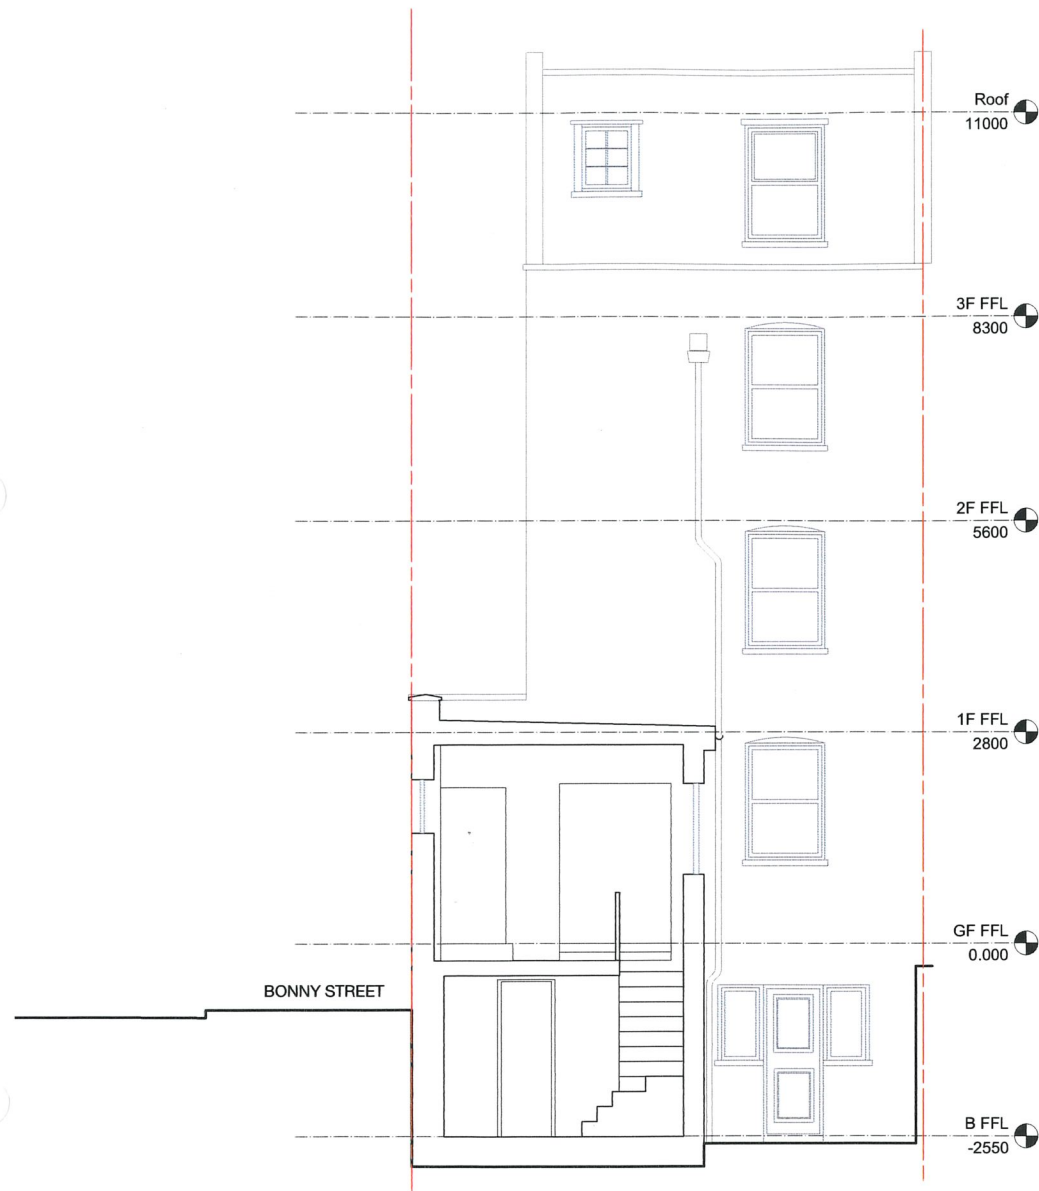 Roof
11000
3F FFL
8300
2F FFL
5600
1F FFL
2800
GF FFL
0.000
BONNY STREET
B FFL
-2550